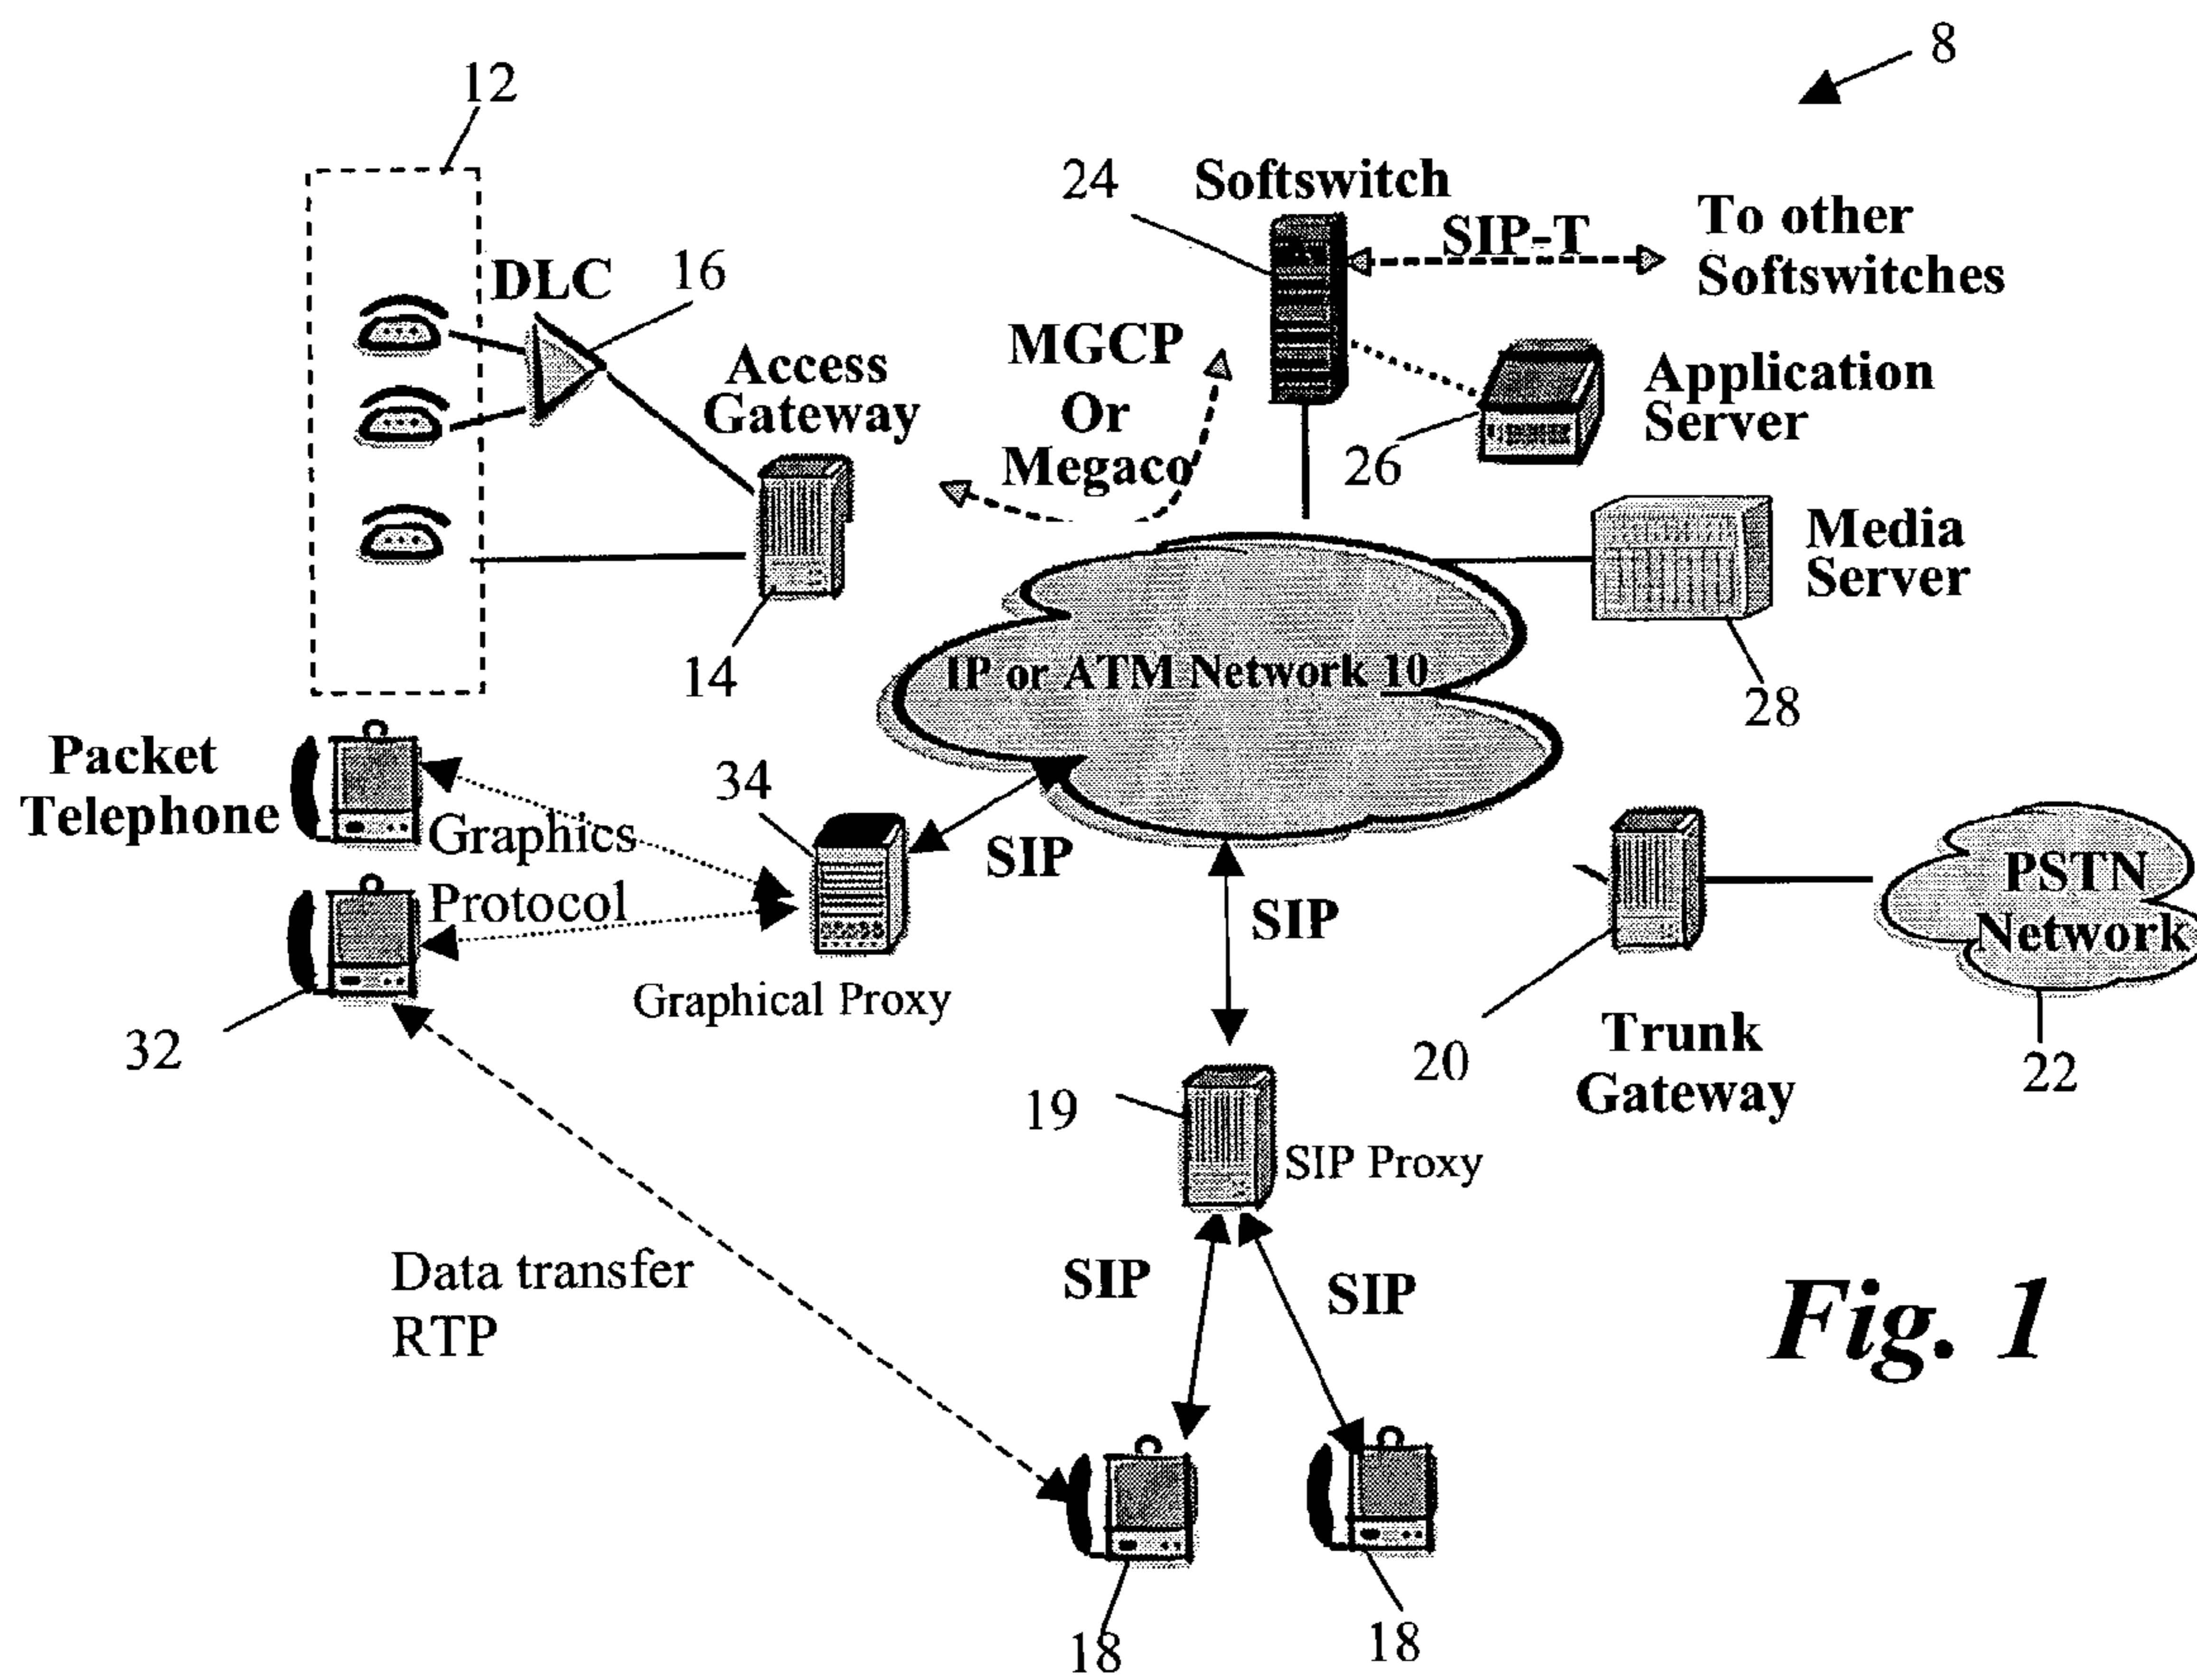 8
12
24
Softswitch
SIP-T
To other
Softswitches
DLC
16
MGCP
Or
Megaco
Access
Gateway
Application
Server
26
Media
Server
14
IP or ATM Network 10
28
Packet
Telephone
34
Graphics
Protocol
SIP
SIP
PSTN
Network
Graphical Proxy
32
20
Trunk
Gateway
22
19
SIP Proxy
Data transfer
RTP
SIP
SIP
Fig. 1
18
18